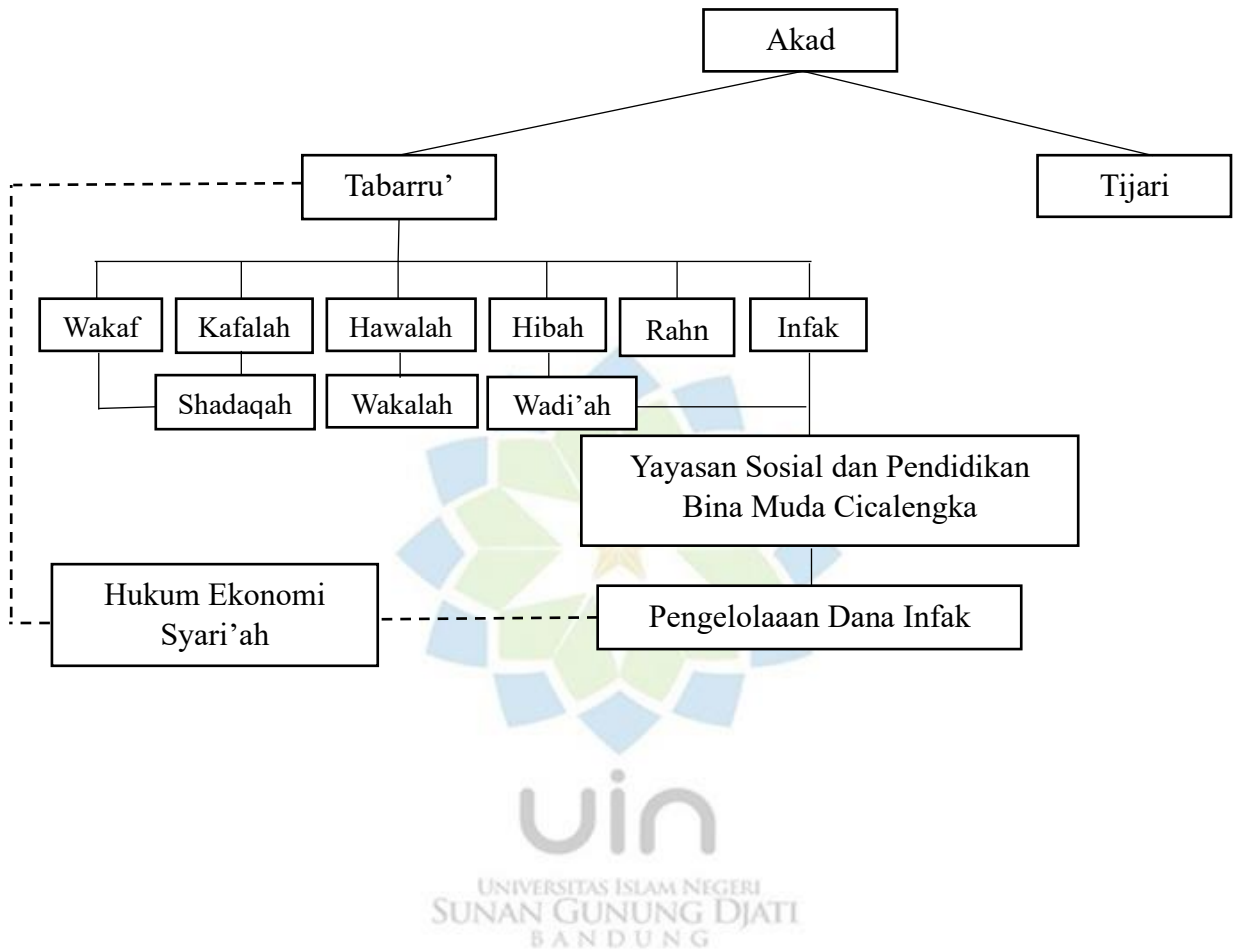 Akad
Tabarru’
Tijari
Wakaf
Kafalah
Hawalah
Hibah
Rahn
Infak
Shadaqah
Wakalah
Wadi’ah
Yayasan Sosial dan Pendidikan
Bina Muda Cicalengka
Hukum Ekonomi
Syari’ah
Pengelolaaan Dana Infak
uin
UNIVERSITAS ISLAM NEGERI
SUNAN GUNUNG DJATI
BANDUNG